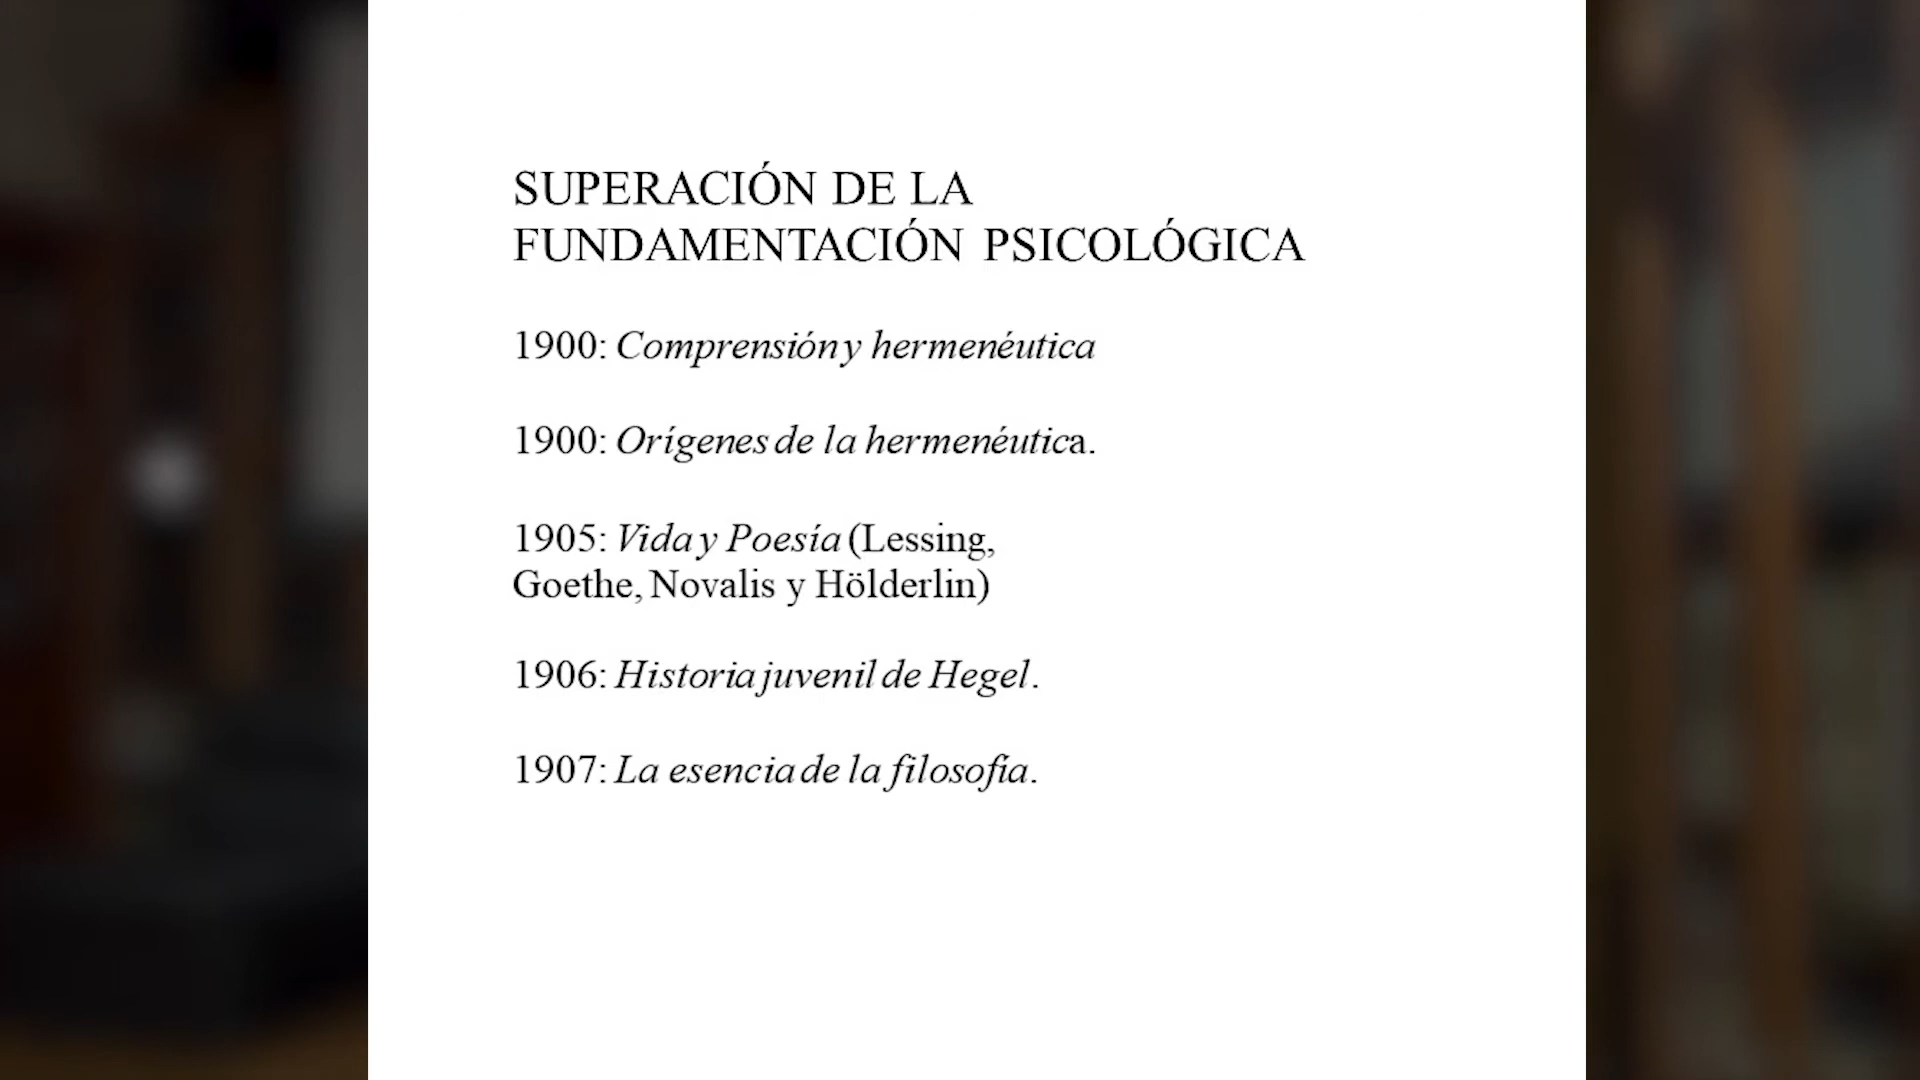 SUPERACIÓN DE LA
FUNDAMENTACIÓN PSICOLÓGICA
1900: Comprensión y hermenéutica
1900: Orígenes de la hermenéutica.
1905: Vida y Poesía (Lessing,
Goethe, Novalis y Hölderlin)
1906: Historia juvenil de Hegel.
1907: La esencia de la filosofía.